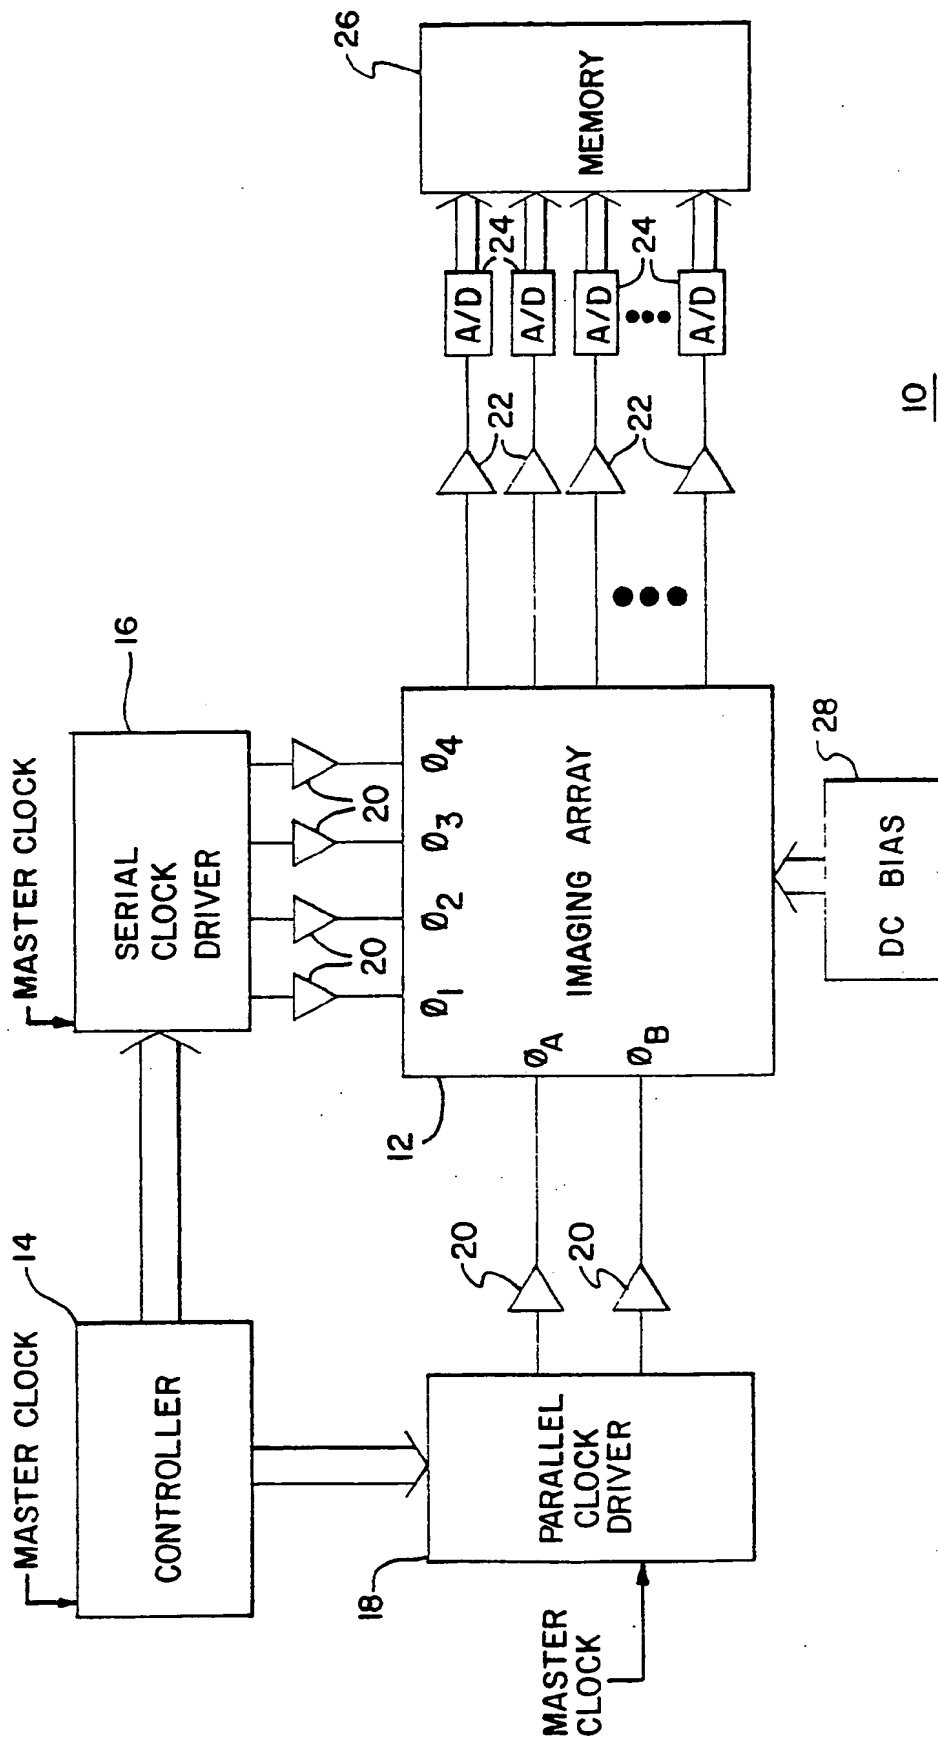 MASTER CLOCK
14
CONTROLLER
MASTER CLOCK
16
SERIAL
CLOCK
DRIVER
20
20
Ø1
Ø2
Ø3
Ø4
18
PARALLEL
CLOCK
DRIVER
MASTER
CLOCK
20
20
12
ØA
ØB
IMAGING ARRAY
28
DC BIAS
22
22
A/D
A/D
A/D
A/D
24
24
26
MEMORY
10